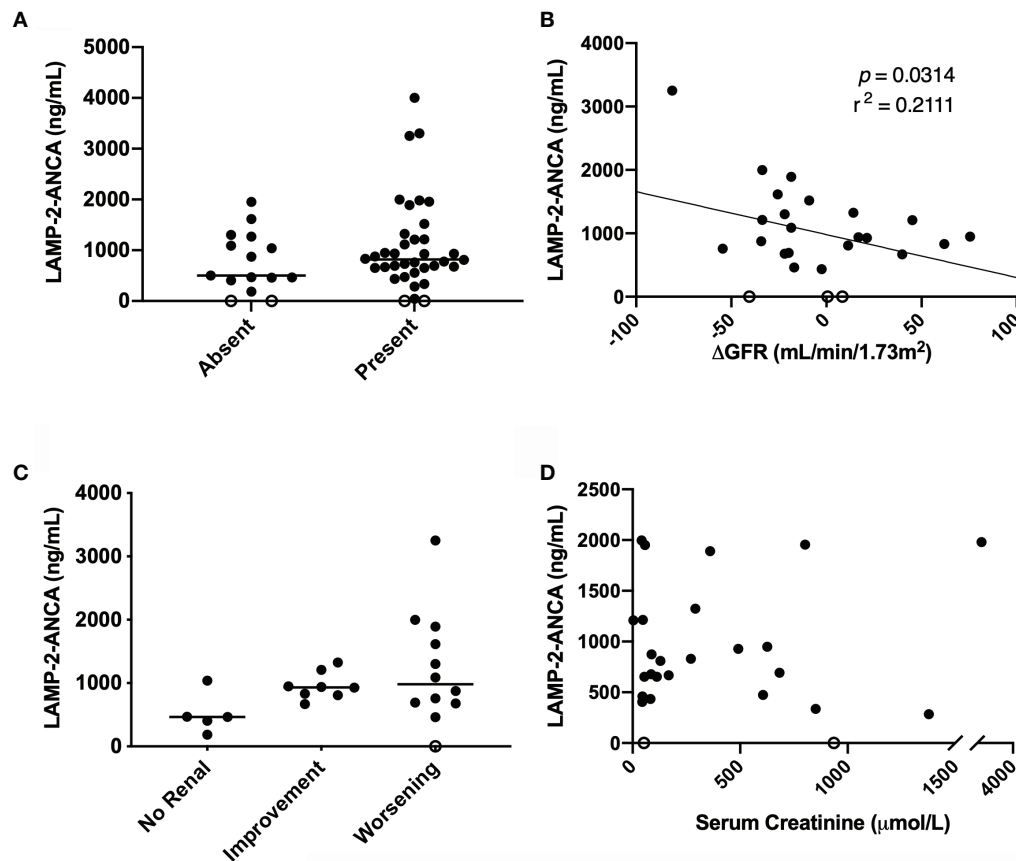 A
LAMP-2-ANCA (ng/mL)
5000
4000
3000
2000
1000
0
Absent
Present
B
LAMP-2-ANCA (ng/mL)
4000
3000
2000
1000
0
p = 0.0314
r² = 0.2111
-100
-50
0
50
100
ΔGFR (mL/min/1.73m²)
C
LAMP-2-ANCA (ng/mL)
4000
3000
2000
1000
0
No Renal
Improvement
Worsening
D
LAMP-2-ANCA (ng/mL)
2500
2000
1500
1000
500
0
0
500
1000
1500
4000
Serum Creatinine (μmol/L)